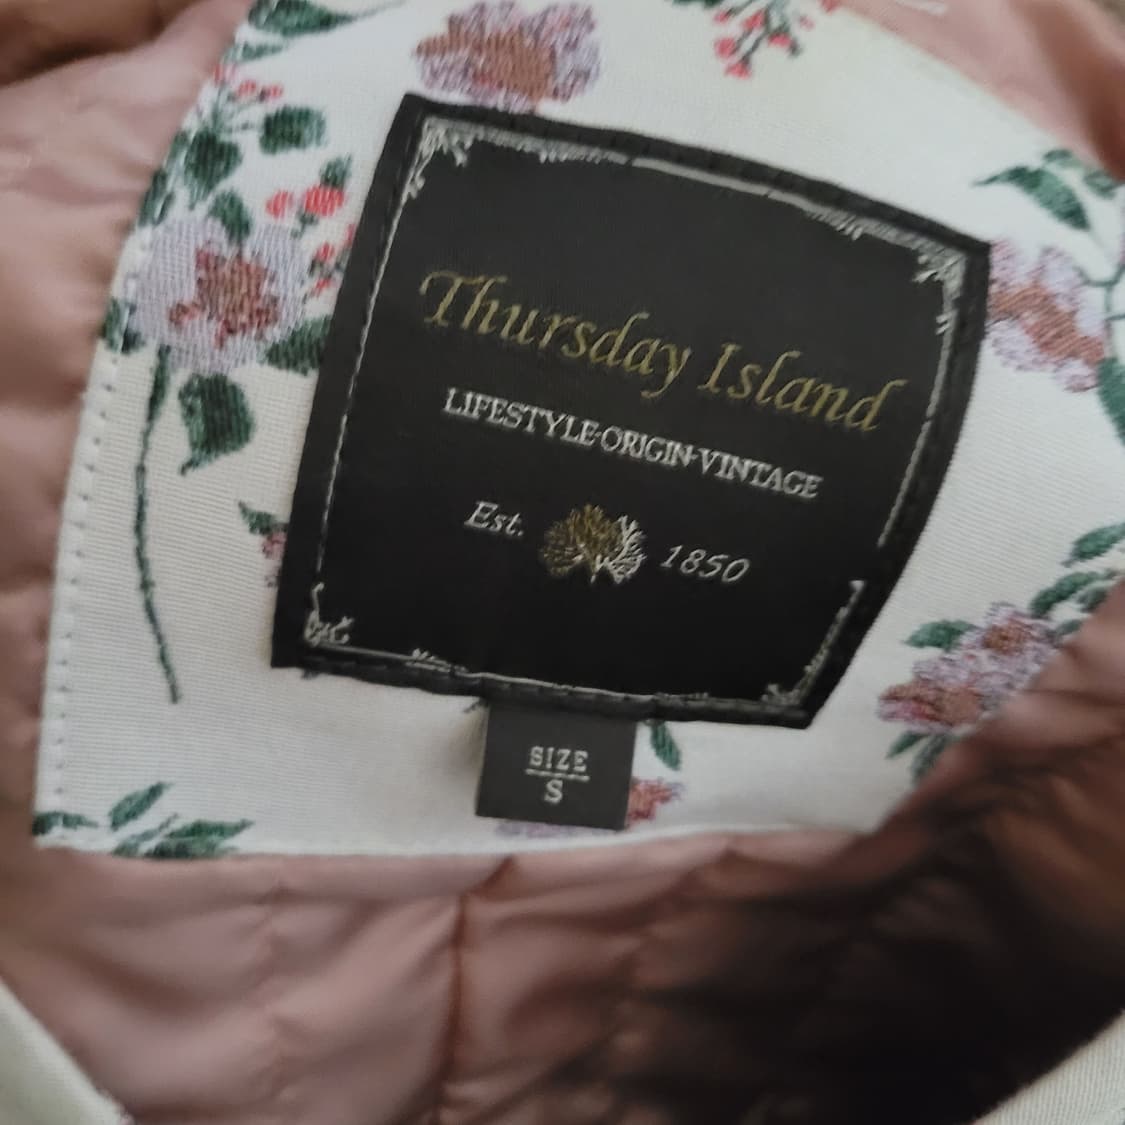 Thursday Island
LIFESTYLE·ORIGIN·VINTAGE
Est. 1850
SIZE
S